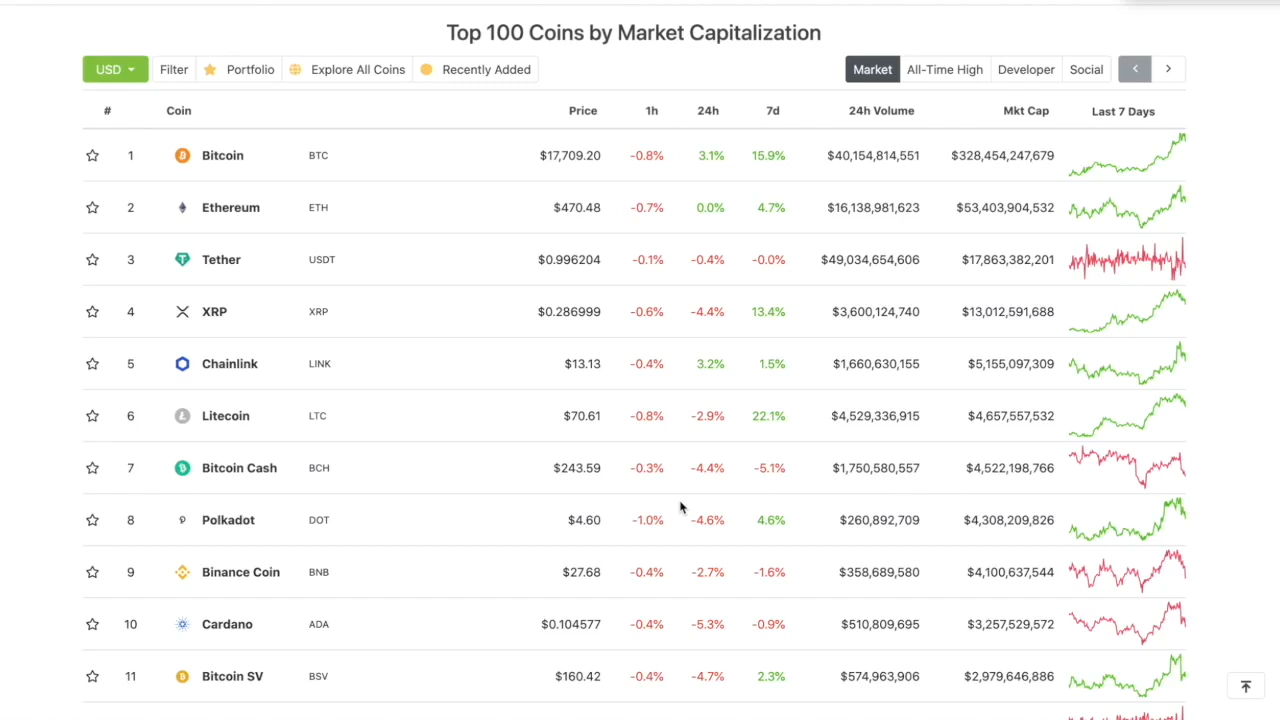 Top 100 Coins by Market Capitalization
USD Filter Portfolio Explore All Coins Recently Added Market All-Time High Developer Social
# Coin Price 1h 24h 7d 24h Volume Mkt Cap Last 7 Days
1 Bitcoin BTC $17,709.20 -0.8% 3.1% 15.9% $40,154,814,551 $328,454,247,679
2 Ethereum ETH $470.48 -0.7% 0.0% 4.7% $16,138,981,623 $53,403,904,532
3 Tether USDT $0.996204 -0.1% -0.4% -0.0% $49,034,654,606 $17,863,382,201
4 XRP XRP $0.286999 -0.6% -4.4% 13.4% $3,600,124,740 $13,012,591,688
5 Chainlink LINK $13.13 -0.4% 3.2% 1.5% $1,660,630,155 $5,155,097,309
6 Litecoin LTC $70.61 -0.8% -2.9% 22.1% $4,529,336,915 $4,657,557,532
7 Bitcoin Cash BCH $243.59 -0.3% -4.4% -5.1% $1,750,580,557 $4,522,198,766
8 Polkadot DOT $4.60 -1.0% -4.6% 4.6% $260,892,709 $4,308,209,826
9 Binance Coin BNB $27.68 -0.4% -2.7% -1.6% $358,689,580 $4,100,637,544
10 Cardano ADA $0.104577 -0.4% -5.3% -0.9% $510,809,695 $3,257,529,572
11 Bitcoin SV BSV $160.42 -0.4% -4.7% 2.3% $574,963,906 $2,979,646,886